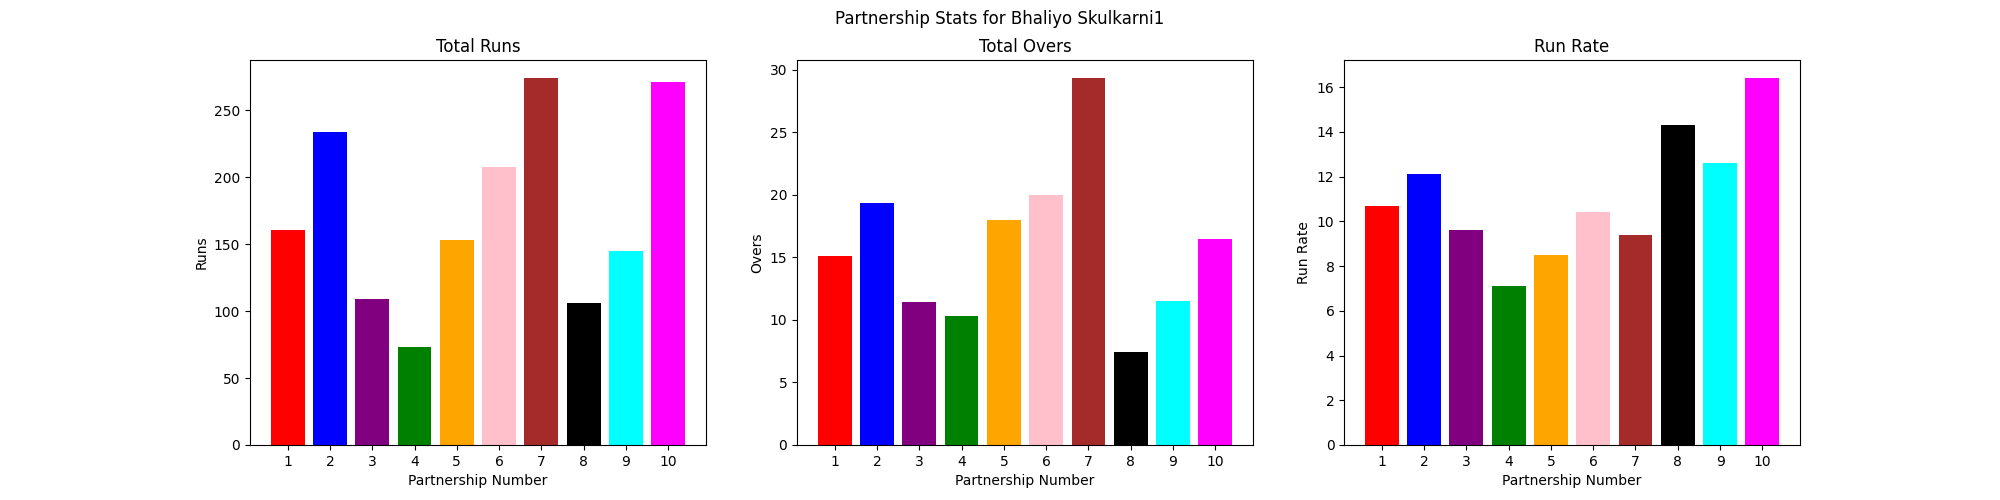 Partnership Stats for Bhaliyo Skulkarni1
Total Runs
Runs
250
200
150
100
50
0
1 2 3 4 5 6 7 8 9 10
Partnership Number
Total Overs
Overs
30
25
20
15
10
5
0
1 2 3 4 5 6 7 8 9 10
Partnership Number
Run Rate
Run Rate
16
14
12
10
8
6
4
2
0
1 2 3 4 5 6 7 8 9 10
Partnership Number